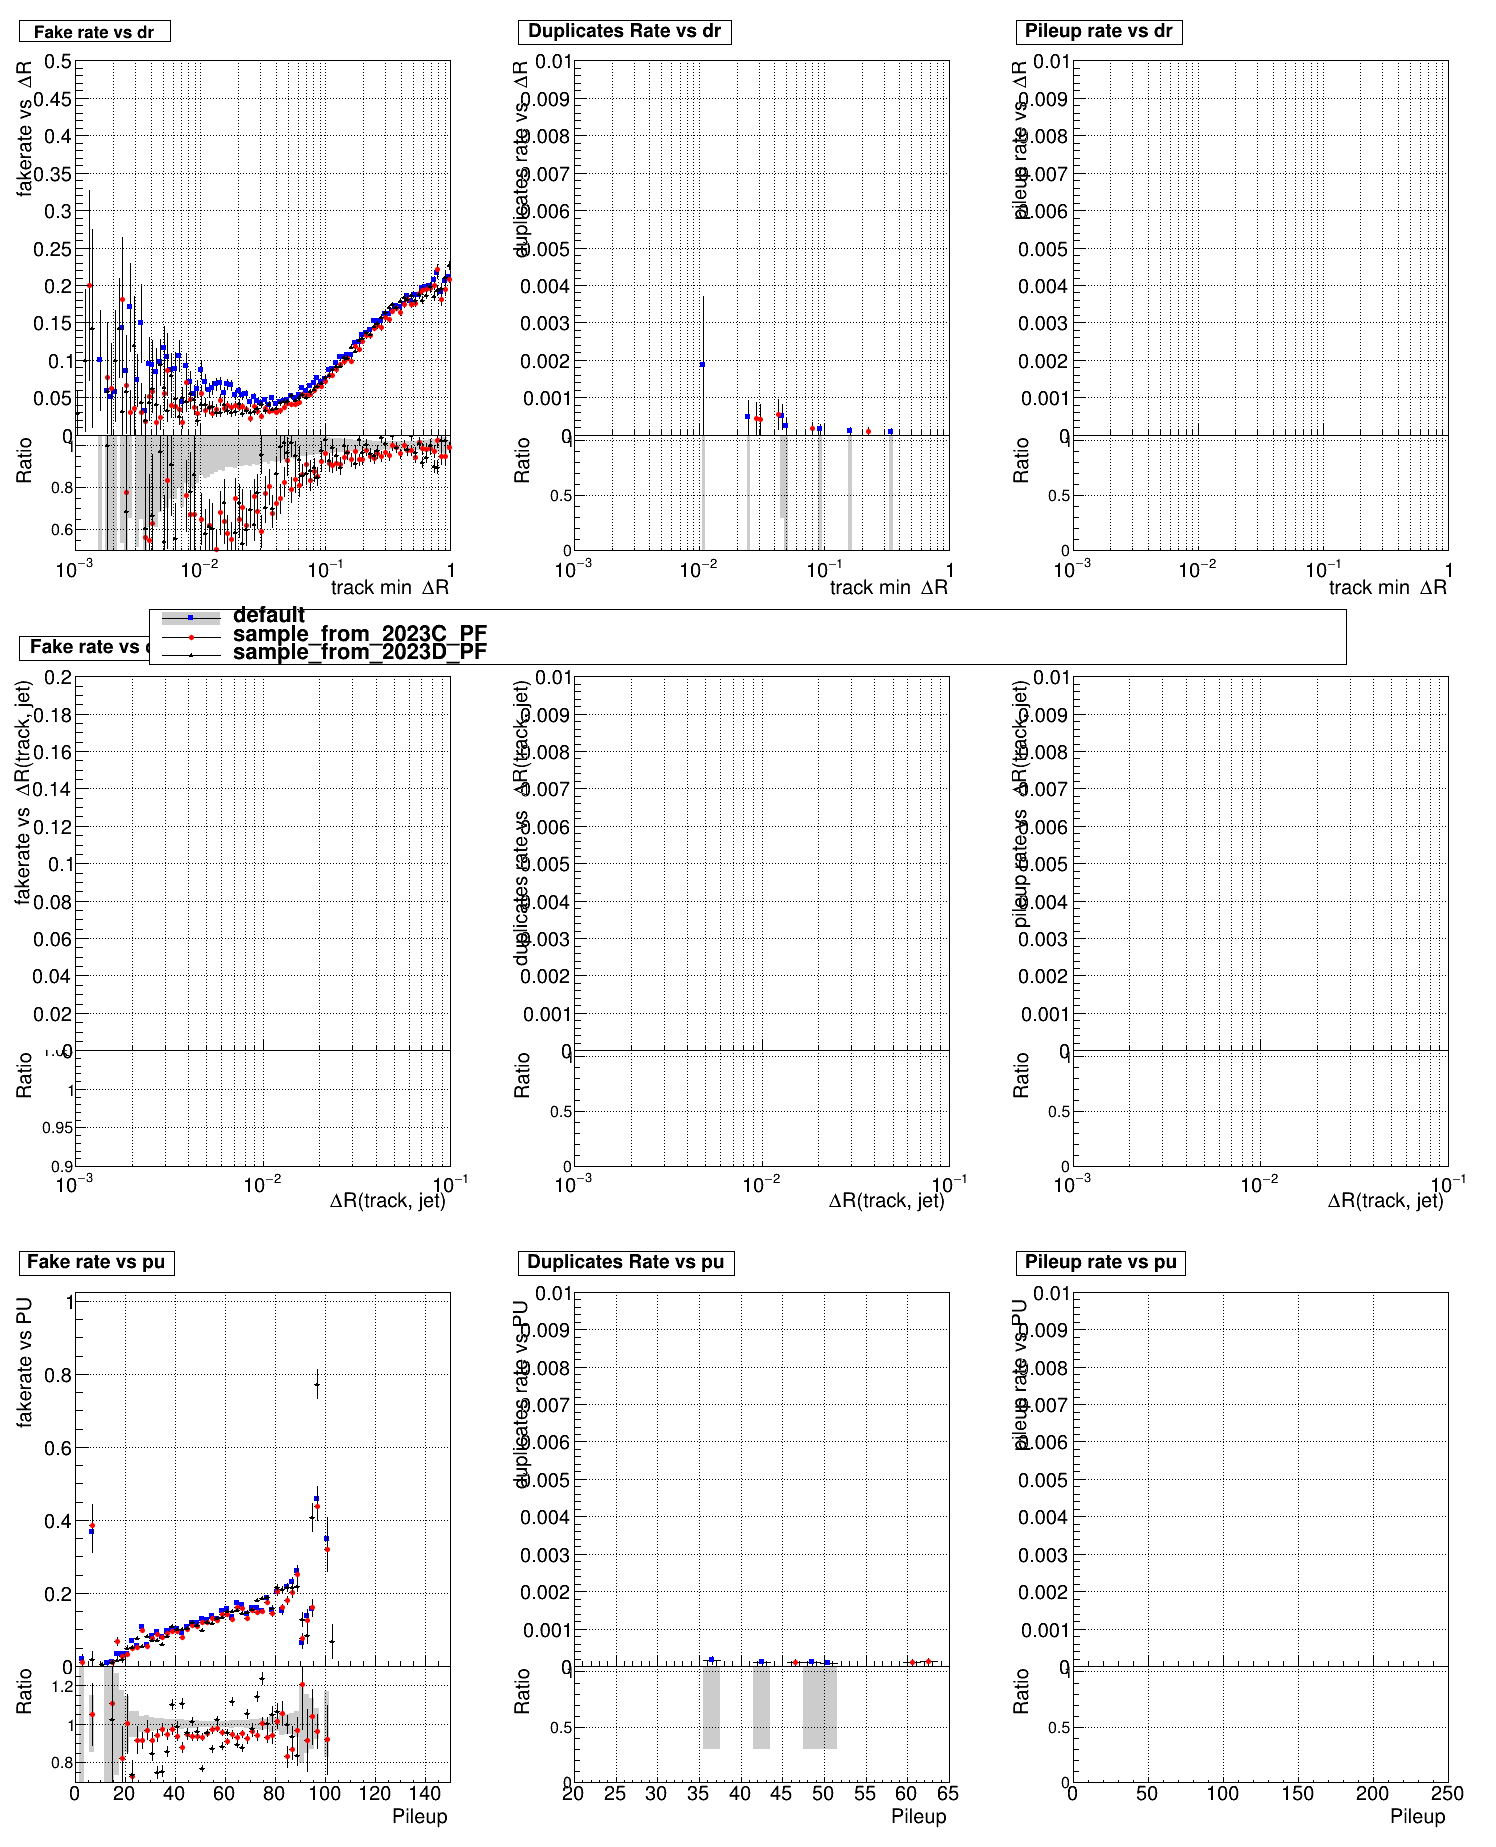 Fake rate vs dr
fakerate vs ΔR
0.5
0.45
0.4
0.35
0.3
0.25
0.2
0.15
0.1
0.05
0
Ratio
1
0.8
0.6
10⁻³ 10⁻² 10⁻¹ 1
track min ΔR
Duplicates Rate vs dr
duplicates rate vs ΔR
0.01
0.009
0.008
0.007
0.006
0.005
0.004
0.003
0.002
0.001
0
Ratio
1
0.5
0
10⁻³ 10⁻² 10⁻¹ 1
track min ΔR
Pileup rate vs dr
pileup rate vs ΔR
0.01
0.009
0.008
0.007
0.006
0.005
0.004
0.003
0.002
0.001
0
Ratio
1
0.5
0
10⁻³ 10⁻² 10⁻¹ 1
track min ΔR
default
sample_from_2023C_PF
sample_from_2023D_PF
Fake rate vs
fakerate vs ΔR(track, jet)
0.2
0.18
0.16
0.14
0.12
0.1
0.08
0.06
0.04
0.02
0
Ratio
1
0.95
0.9
10⁻³ 10⁻² 10⁻¹
ΔR(track, jet)
duplicates rate vs ΔR(track, jet)
0.01
0.009
0.008
0.007
0.006
0.005
0.004
0.003
0.002
0.001
0
Ratio
1
0.5
0
10⁻³ 10⁻² 10⁻¹
ΔR(track, jet)
pileup rate vs ΔR(track, jet)
0.01
0.009
0.008
0.007
0.006
0.005
0.004
0.003
0.002
0.001
0
Ratio
1
0.5
0
10⁻³ 10⁻² 10⁻¹
ΔR(track, jet)
Fake rate vs pu
fakerate vs PU
1
0.8
0.6
0.4
0.2
0
Ratio
1.2
1
0.8
0 20 40 60 80 100 120 140
Pileup
Duplicates Rate vs pu
duplicates rate vs PU
0.01
0.009
0.008
0.007
0.006
0.005
0.004
0.003
0.002
0.001
0
Ratio
1
0.5
0
20 25 30 35 40 45 50 55 60 65
Pileup
Pileup rate vs pu
pileup rate vs PU
0.01
0.009
0.008
0.007
0.006
0.005
0.004
0.003
0.002
0.001
0
Ratio
1
0.5
0
0 50 100 150 200 250
Pileup